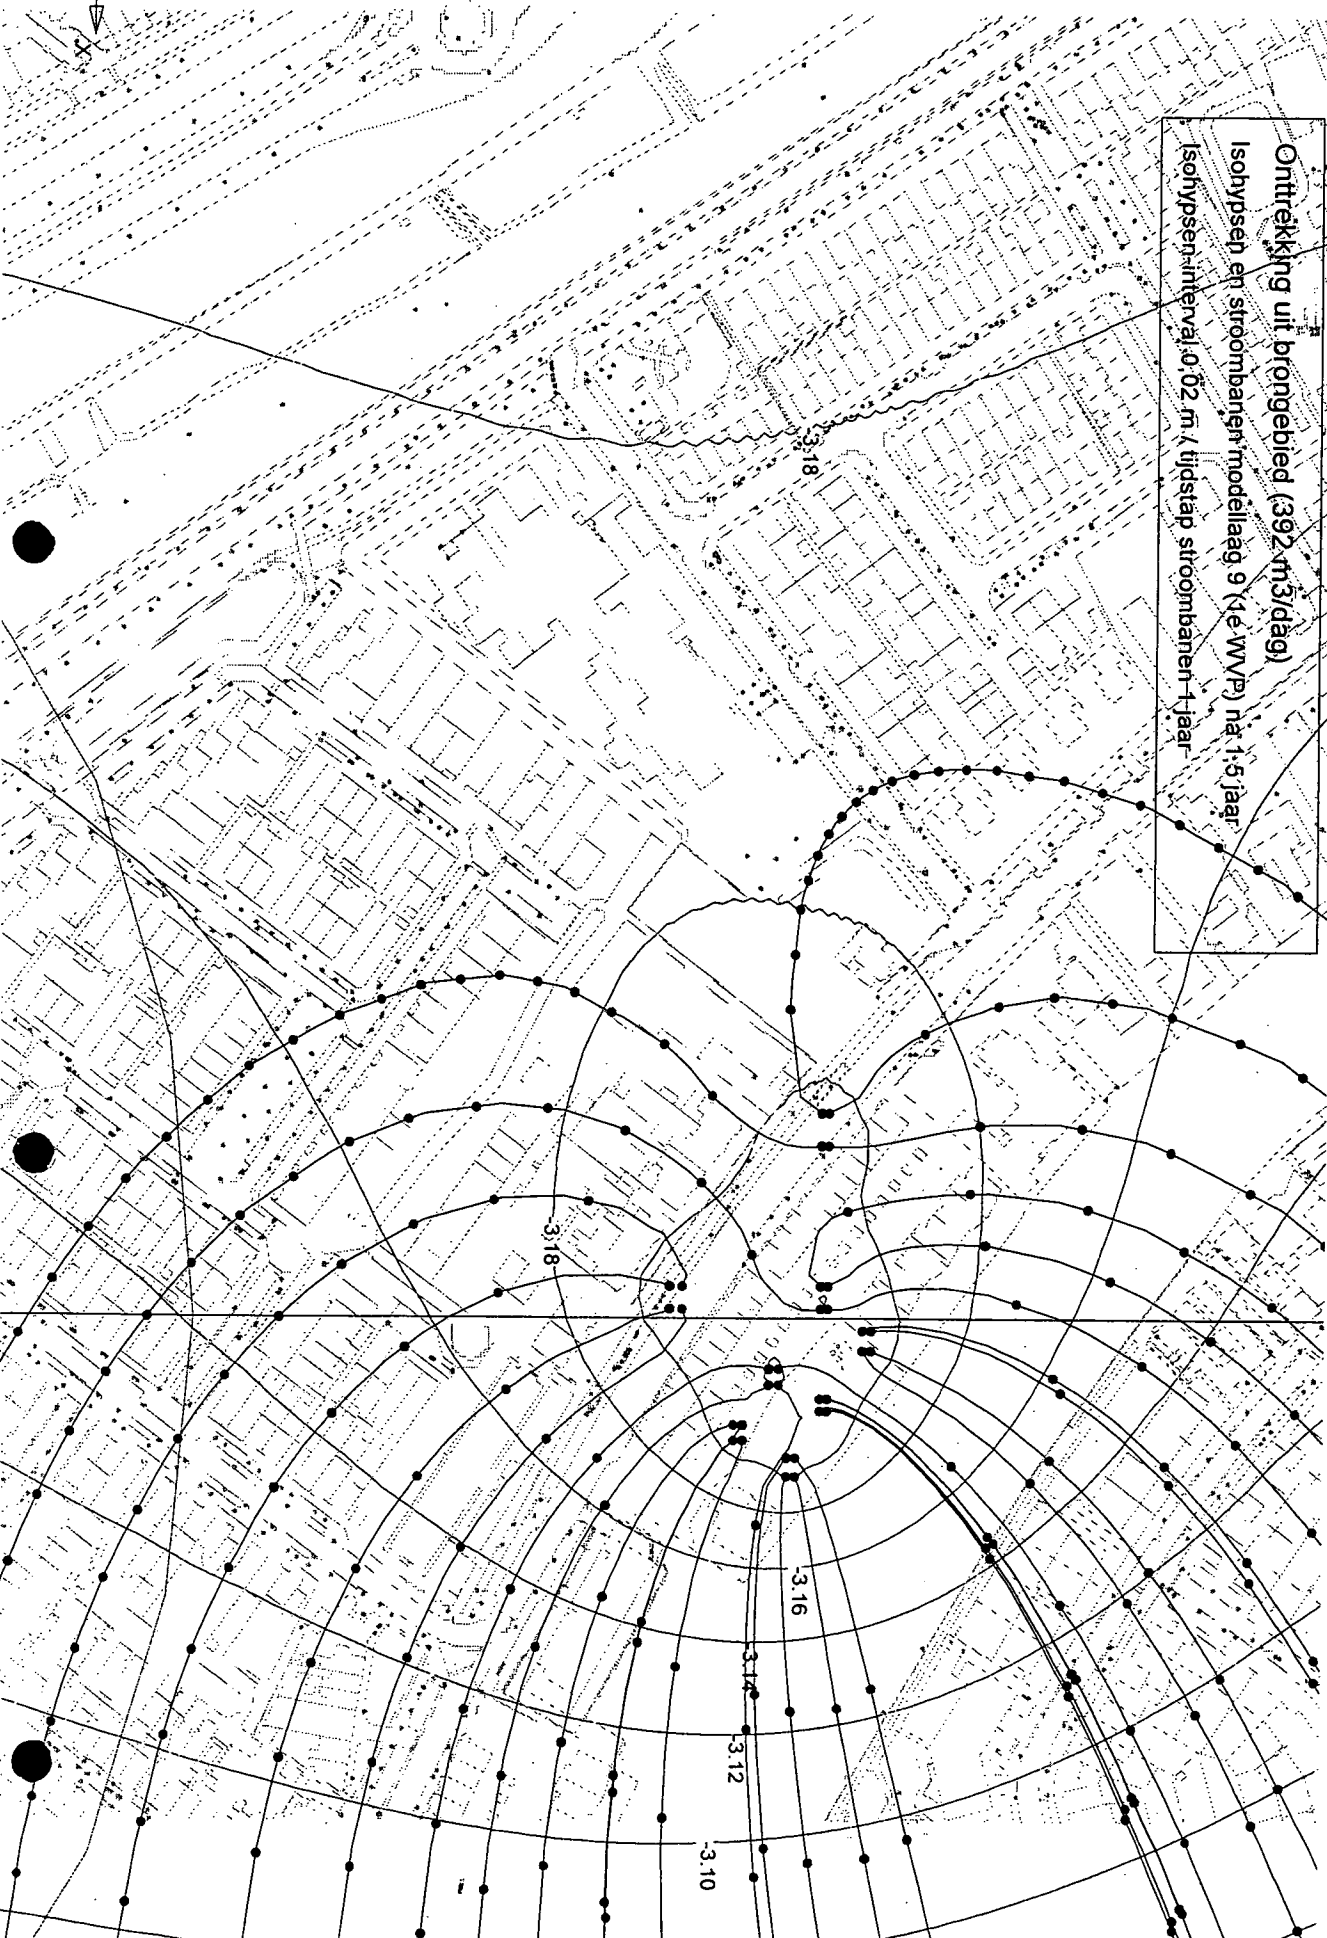 Onttrekking uit brongebied (392 m3/dag)
Isohypsen en stroombanen modellaag 9 (1e WVP) na 1,5 jaar
Isohypsen-interval 0,02 m / tijdstap stroombanen 1 jaar
-3.18
-3.18
-3.16
-3.14
-3.12
-3.10
X